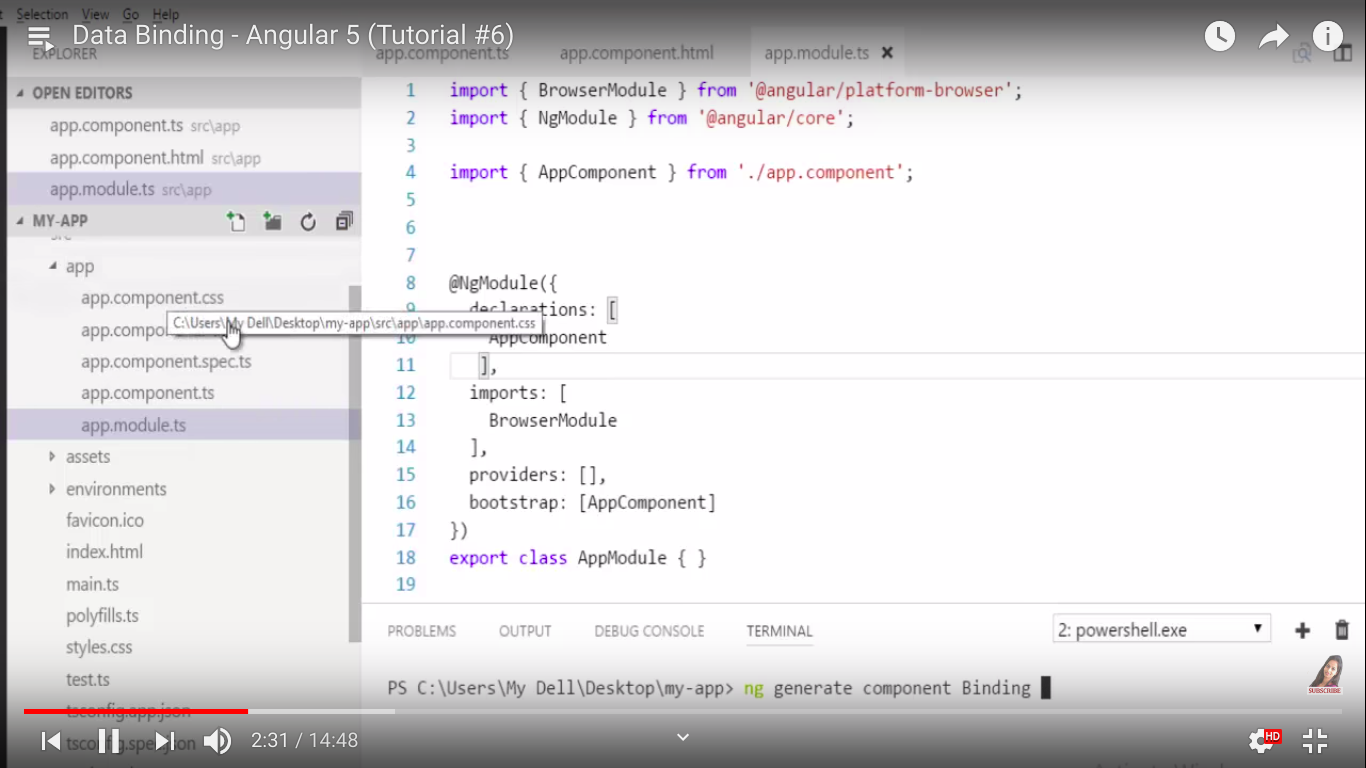 Selection View Go Help
Data Binding - Angular 5 (Tutorial #6)
EXPLORER
app.component.ts app.component.html app.module.ts
OPEN EDITORS
app.component.ts src\app
app.component.html src\app
app.module.ts src\app
MY-APP
src
app
app.component.css
C:\Users\My Dell\Desktop\my-app\src\app\app.component.css
app.compo
app.component.spec.ts
app.component.ts
app.module.ts
assets
environments
favicon.ico
index.html
main.ts
polyfills.ts
styles.css
test.ts
tsconfig.app.json
tsconfig.spec.json
1 import { BrowserModule } from '@angular/platform-browser';
2 import { NgModule } from '@angular/core';
3
4 import { AppComponent } from './app.component';
5
6
7
8 @NgModule({
9 declarations: [
10 AppComponent
11 ],
12 imports: [
13 BrowserModule
14 ],
15 providers: [],
16 bootstrap: [AppComponent]
17 })
18 export class AppModule { }
19
PROBLEMS OUTPUT DEBUG CONSOLE TERMINAL
2: powershell.exe
PS C:\Users\My Dell\Desktop\my-app> ng generate component Binding
SUBSCRIBE
2:31 / 14:48
HD